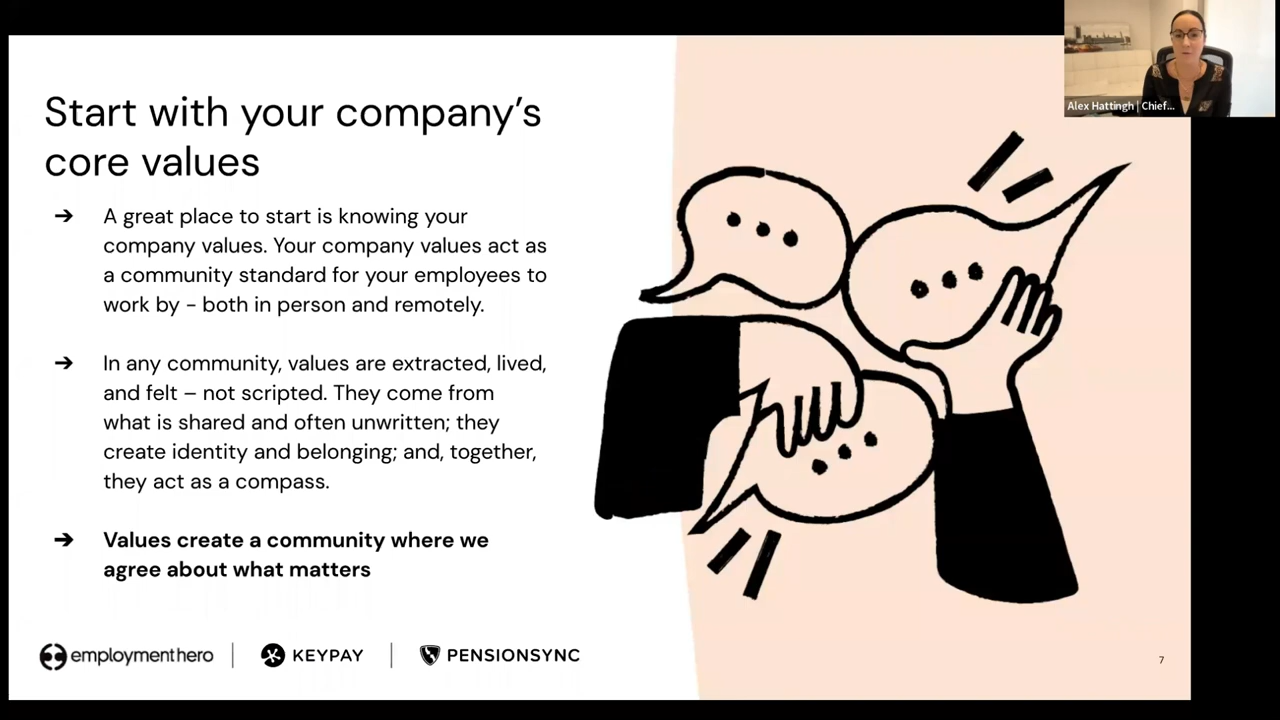 Alex Hattingh | Chief...
Start with your company’s
core values
➔ A great place to start is knowing your
company values. Your company values act as
a community standard for your employees to
work by - both in person and remotely.
➔ In any community, values are extracted, lived,
and felt – not scripted. They come from
what is shared and often unwritten; they
create identity and belonging; and, together,
they act as a compass.
➔ Values create a community where we
agree about what matters
employmenthero | KEYPAY | PENSIONSYNC
7